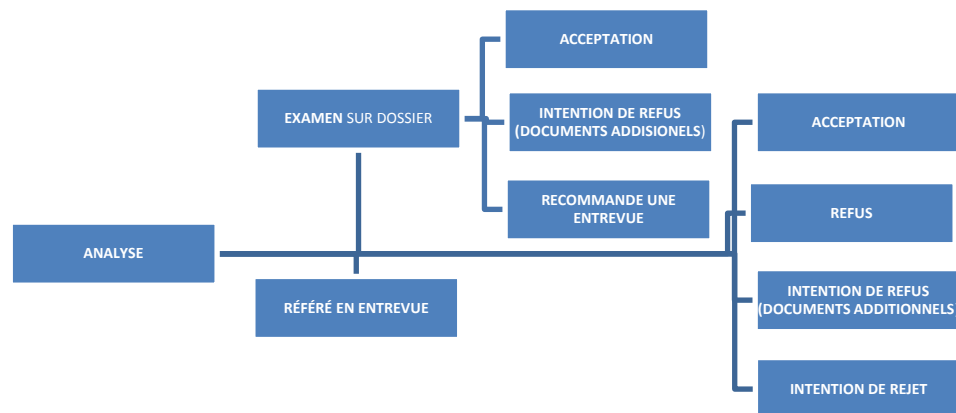 ACCEPTATION
EXAMEN SUR DOSSIER
INTENTION DE REFUS
(DOCUMENTS ADDISIONELS)
RECOMMANDE UNE
ENTREVUE
ANALYSE
RÉFÉRÉ EN ENTREVUE
ACCEPTATION
REFUS
INTENTION DE REFUS
(DOCUMENTS ADDITIONNELS)
INTENTION DE REJET